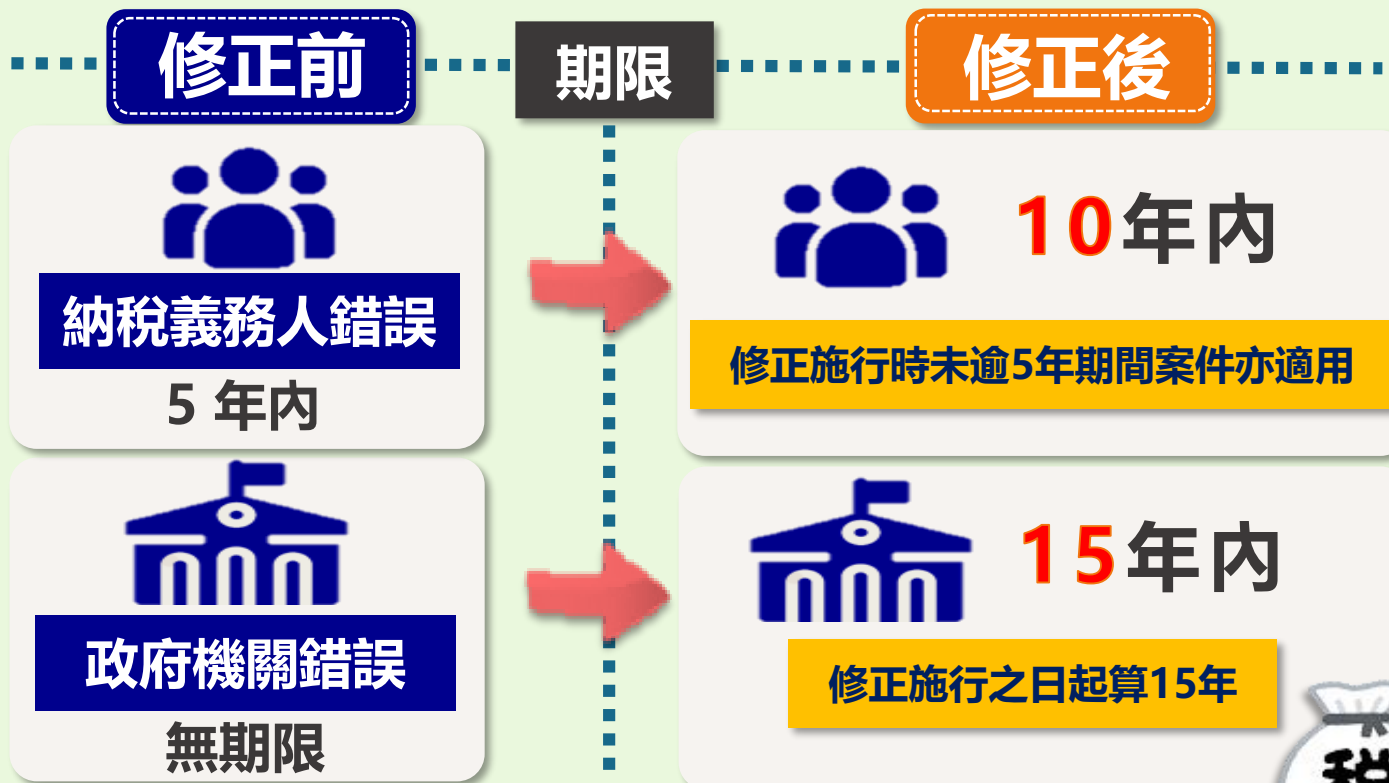 修正前
期限
修正後
納稅義務人錯誤
5 年內
10年內
修正施行時未逾5年期間案件亦適用
政府機關錯誤
無期限
15年內
修正施行之日起算15年
稅